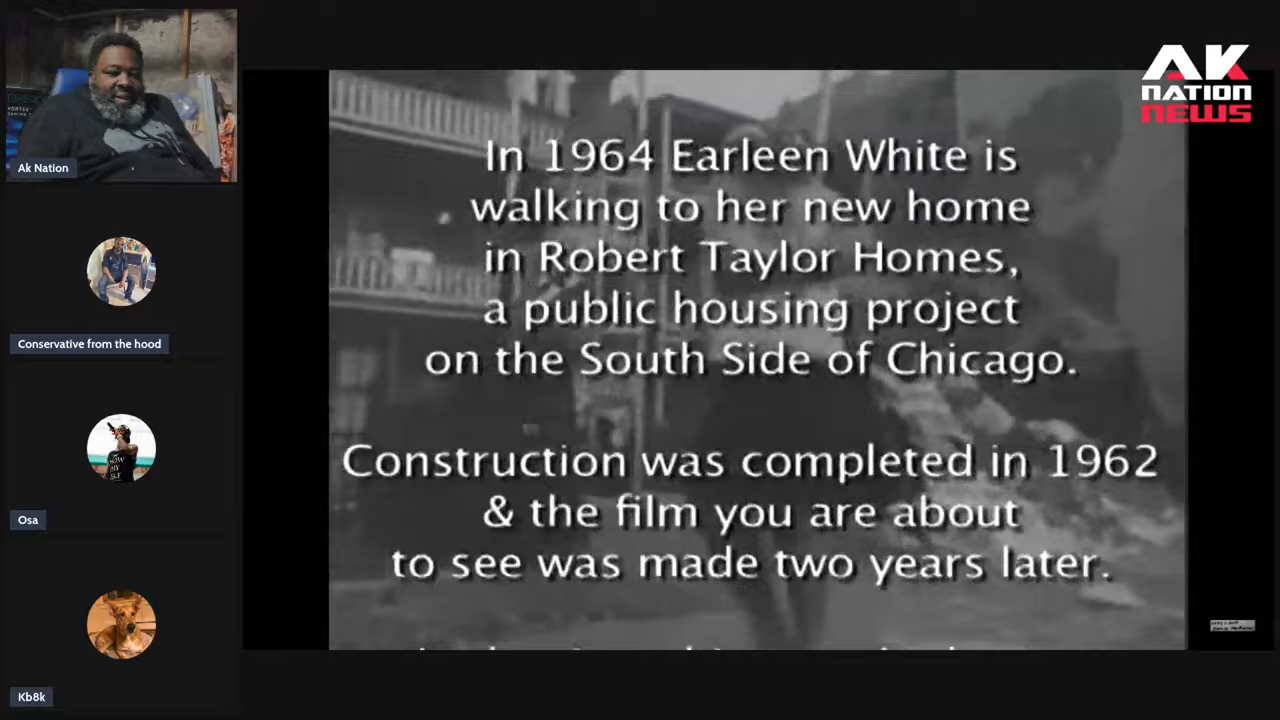 AK
NATION
NEWS
Ak Nation
Conservative from the hood
Osa
Kb8k
In 1964 Earleen White is
walking to her new home
in Robert Taylor Homes,
a public housing project
on the South Side of Chicago.
Construction was completed in 1962
& the film you are about
to see was made two years later.